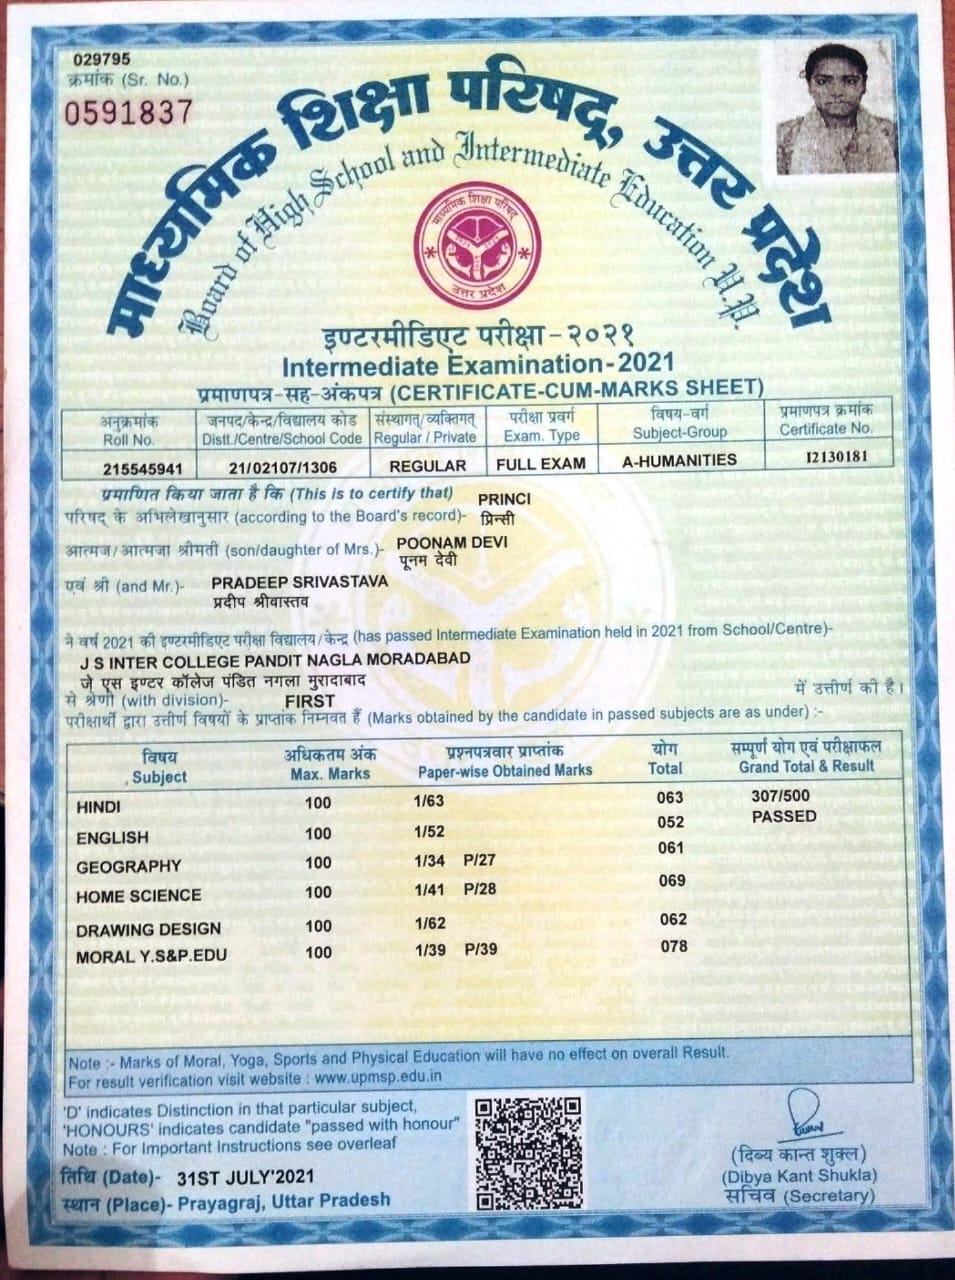 029795
क्रमांक (Sr. No.)
0591837
माध्यमिक शिक्षा परिषद्, उत्तर प्रदेश
Board of High School and Intermediate Education U.P.
माध्यमिक शिक्षा परिषद्
उत्तर प्रदेश
इण्टरमीडिएट परीक्षा-२०२१
Intermediate Examination-2021
प्रमाणपत्र-सह-अंकपत्र (CERTIFICATE-CUM-MARKS SHEET)
अनुक्रमांक जनपद/केन्द्र/विद्यालय कोड संस्थागत/व्यक्तिगत परीक्षा प्रवर्ग विषय-वर्ग प्रमाणपत्र क्रमांक
Roll No. Distt./Centre/School Code Regular / Private Exam. Type Subject-Group Certificate No.
215545941 21/02107/1306 REGULAR FULL EXAM A-HUMANITIES I2130181
प्रमाणित किया जाता है कि (This is to certify that) PRINCI
परिषद् के अभिलेखानुसार (according to the Board's record)- प्रिन्सी
आत्मज/आत्मजा श्रीमती (son/daughter of Mrs.)- POONAM DEVI
पूनम देवी
एवं श्री (and Mr.)- PRADEEP SRIVASTAVA
प्रदीप श्रीवास्तव
ने वर्ष 2021 की इण्टरमीडिएट परीक्षा विद्यालय/केन्द्र (has passed Intermediate Examination held in 2021 from School/Centre)-
J S INTER COLLEGE PANDIT NAGLA MORADABAD
जे एस इण्टर कॉलेज पंडित नगला मुरादाबाद
में उत्तीर्ण की है।
से श्रेणी (with division)- FIRST
परीक्षार्थी द्वारा उत्तीर्ण विषयों के प्राप्तांक निम्नवत हैं (Marks obtained by the candidate in passed subjects are as under) :-
विषय अधिकतम अंक प्रश्नपत्रवार प्राप्तांक योग सम्पूर्ण योग एवं परीक्षाफल
Subject Max. Marks Paper-wise Obtained Marks Total Grand Total & Result
HINDI 100 1/63 063 307/500
ENGLISH 100 1/52 052 PASSED
GEOGRAPHY 100 1/34 P/27 061
HOME SCIENCE 100 1/41 P/28 069
DRAWING DESIGN 100 1/62 062
MORAL Y.S&P.EDU 100 1/39 P/39 078
Note :- Marks of Moral, Yoga, Sports and Physical Education will have no effect on overall Result.
For result verification visit website : www.upmsp.edu.in
'D' indicates Distinction in that particular subject,
'HONOURS' indicates candidate "passed with honour"
Note : For Important Instructions see overleaf
तिथि (Date)- 31ST JULY'2021
स्थान (Place)- Prayagraj, Uttar Pradesh
(दिब्य कान्त शुक्ल)
(Dibya Kant Shukla)
सचिव (Secretary)